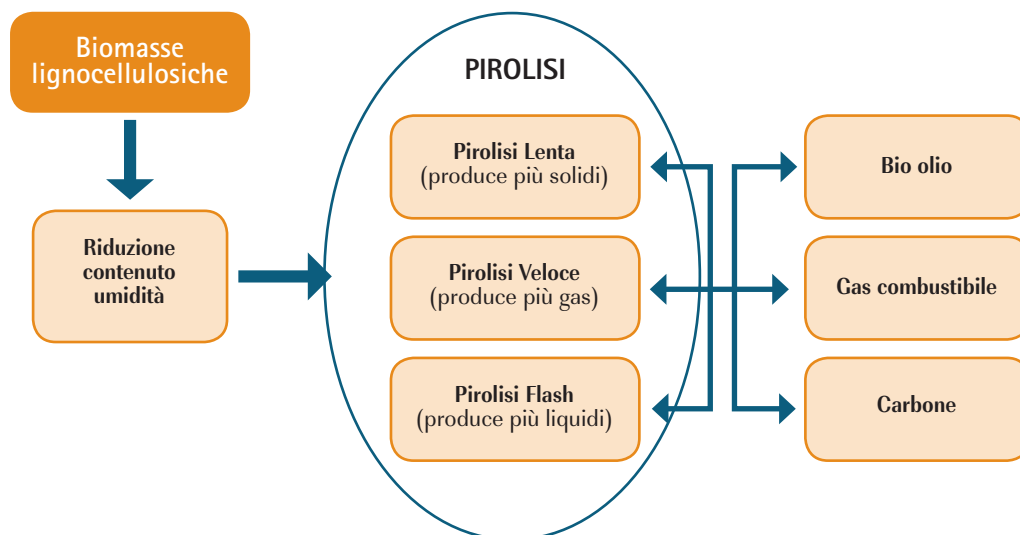 Biomasse
lignocellulosiche
PIROLISI
Pirolisi Lenta
(produce più solidi)
Bio olio
Riduzione
contenuto
umidità
Pirolisi Veloce
(produce più gas)
Gas combustibile
Pirolisi Flash
(produce più liquidi)
Carbone